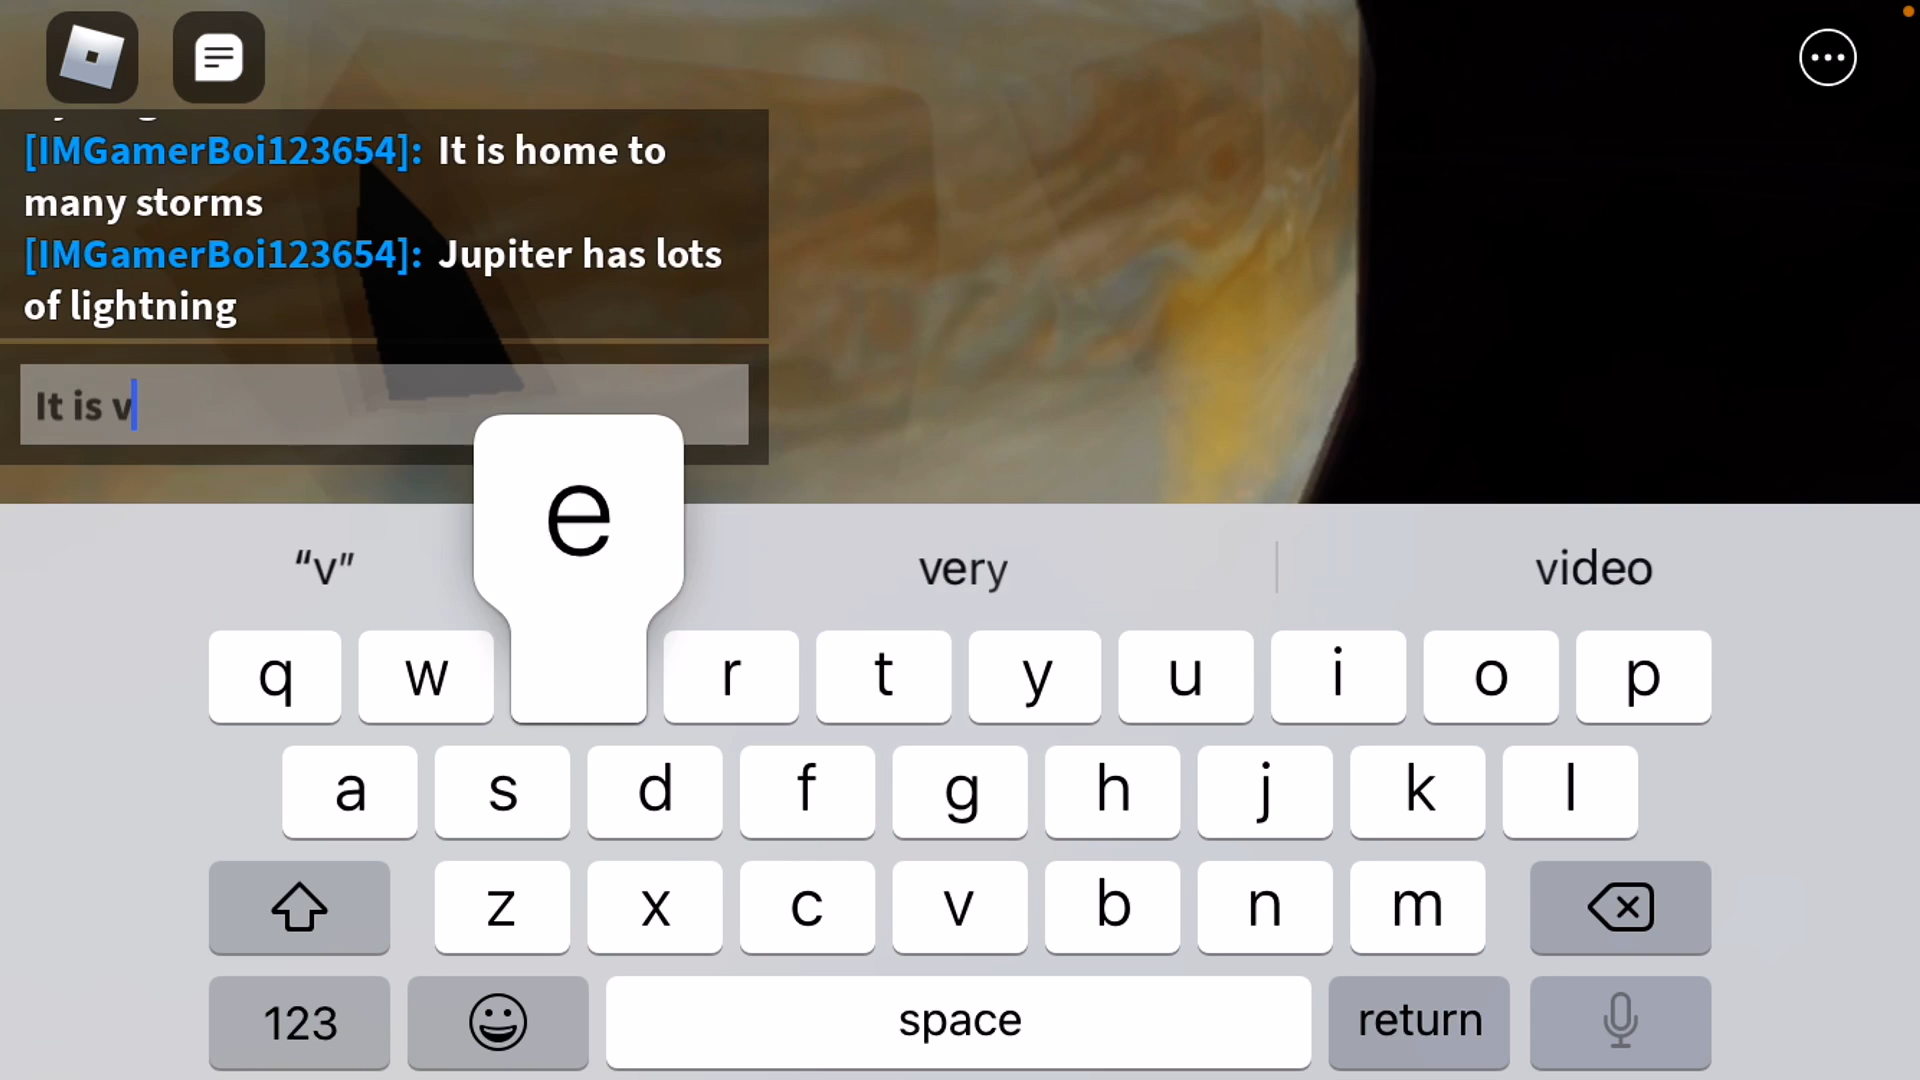 [IMGamerBoi123654]: It is home to
many storms
[IMGamerBoi123654]: Jupiter has lots
of lightning
It is v
e
“v” very video
q w r t y u i o p
a s d f g h j k l
z x c v b n m
123 space return